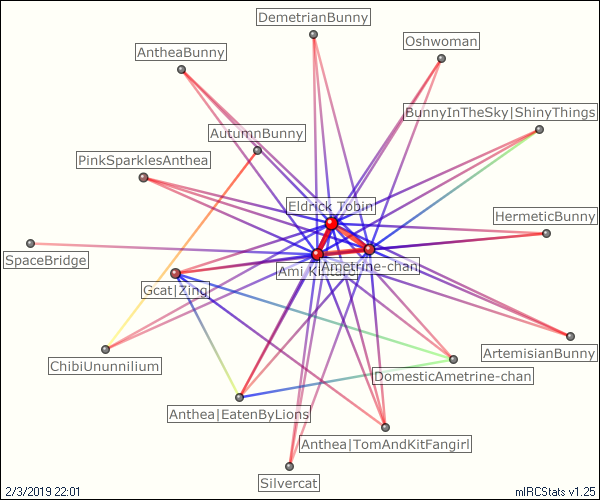 DemetrianBunny
Oshwoman
AntheaBunny
BunnyInTheSky|ShinyThings
AutumnBunny
PinkSparklesAnthea
Eldrick Tobin
HermeticBunny
SpaceBridge
Ami
Ametrine-chan
Gcat|Zing
ArtemisianBunny
ChibiUnunnilium
DomesticAmetrine-chan
Anthea|EatenByLions
Anthea|TomAndKitFangirl
Silvercat
2/3/2019 22:01
mIRCStats v1.25